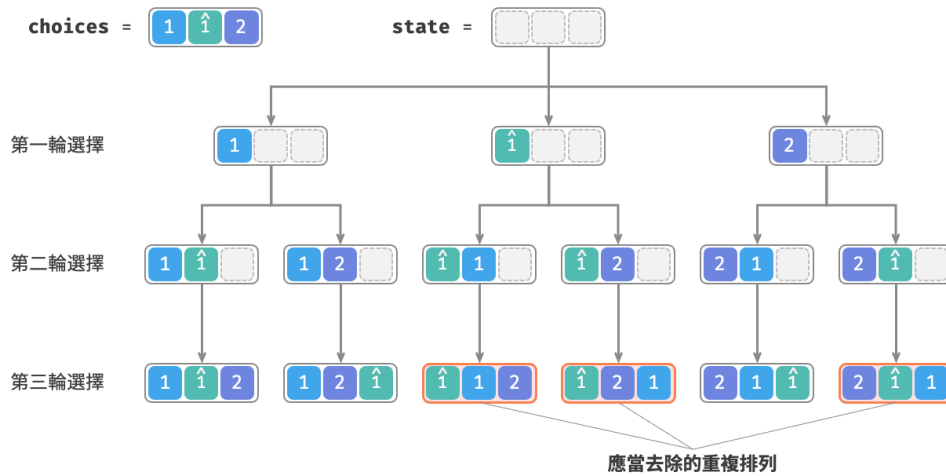 choices = 1 1̂ 2 state =
第一輪選擇 1 1̂ 2
第二輪選擇 1 1̂ 1 2 1̂ 1 1̂ 2 2 1 2 1̂
第三輪選擇 1 1̂ 2 1 2 1̂ 1̂ 1 2 1̂ 2 1 2 1 1̂ 2 1̂ 1
應當去除的重複排列